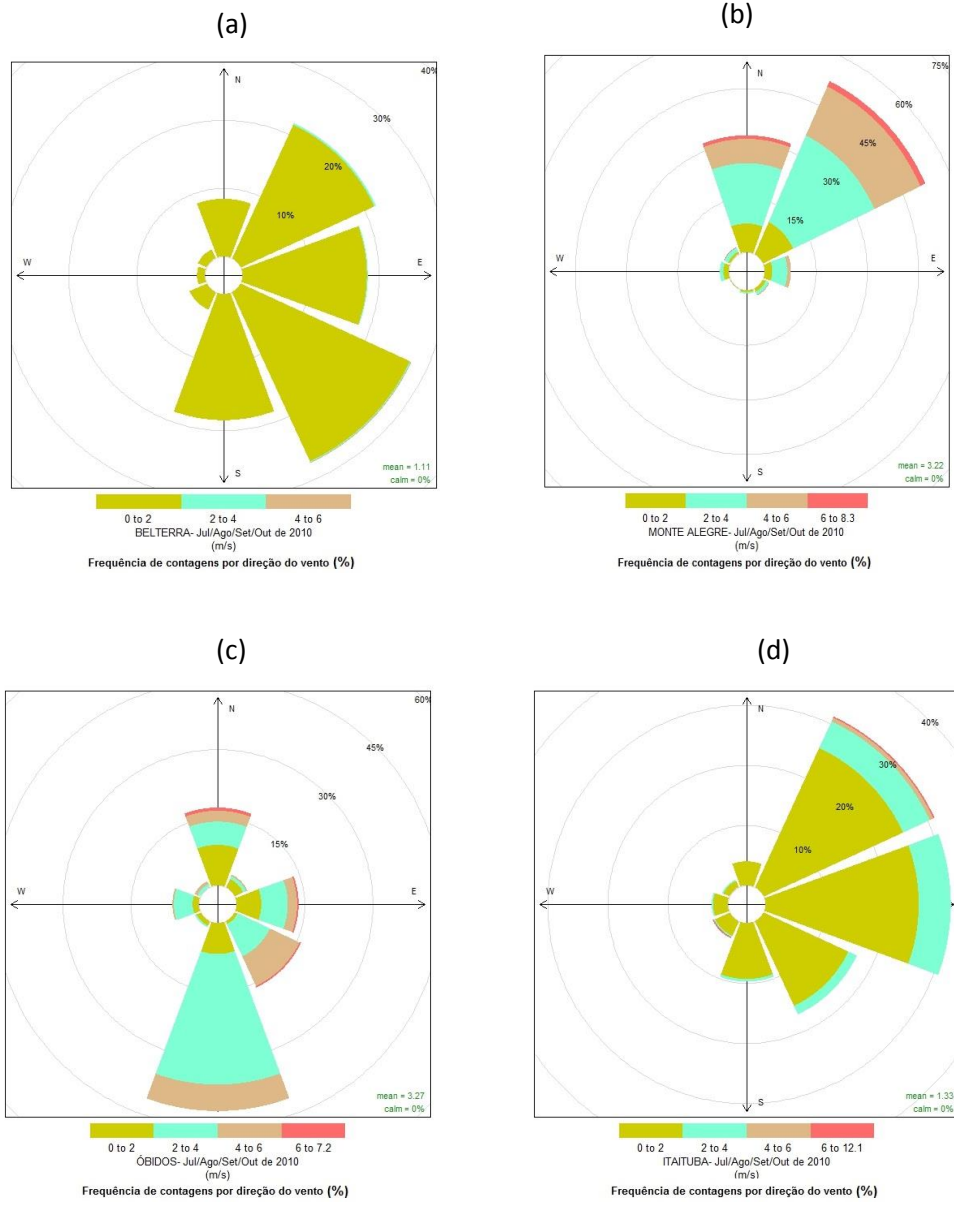 (a)
40%
N
30%
20%
10%
W
E
S
mean = 1.11
calm = 0%
0 to 2 2 to 4 4 to 6
BELTERRA- Jul/Ago/Set/Out de 2010
(m/s)
Frequência de contagens por direção do vento (%)
(b)
75%
N
60%
45%
30%
15%
W
E
S
mean = 3.22
calm = 0%
0 to 2 2 to 4 4 to 6 6 to 8.3
MONTE ALEGRE- Jul/Ago/Set/Out de 2010
(m/s)
Frequência de contagens por direção do vento (%)
(c)
60%
N
45%
30%
15%
W
E
mean = 3.27
calm = 0%
0 to 2 2 to 4 4 to 6 6 to 7.2
ÓBIDOS- Jul/Ago/Set/Out de 2010
(m/s)
Frequência de contagens por direção do vento (%)
(d)
N
40%
30%
20%
10%
W
S
mean = 1.33
calm = 0%
0 to 2 2 to 4 4 to 6 6 to 12.1
ITAITUBA- Jul/Ago/Set/Out de 2010
(m/s)
Frequência de contagens por direção do vento (%)